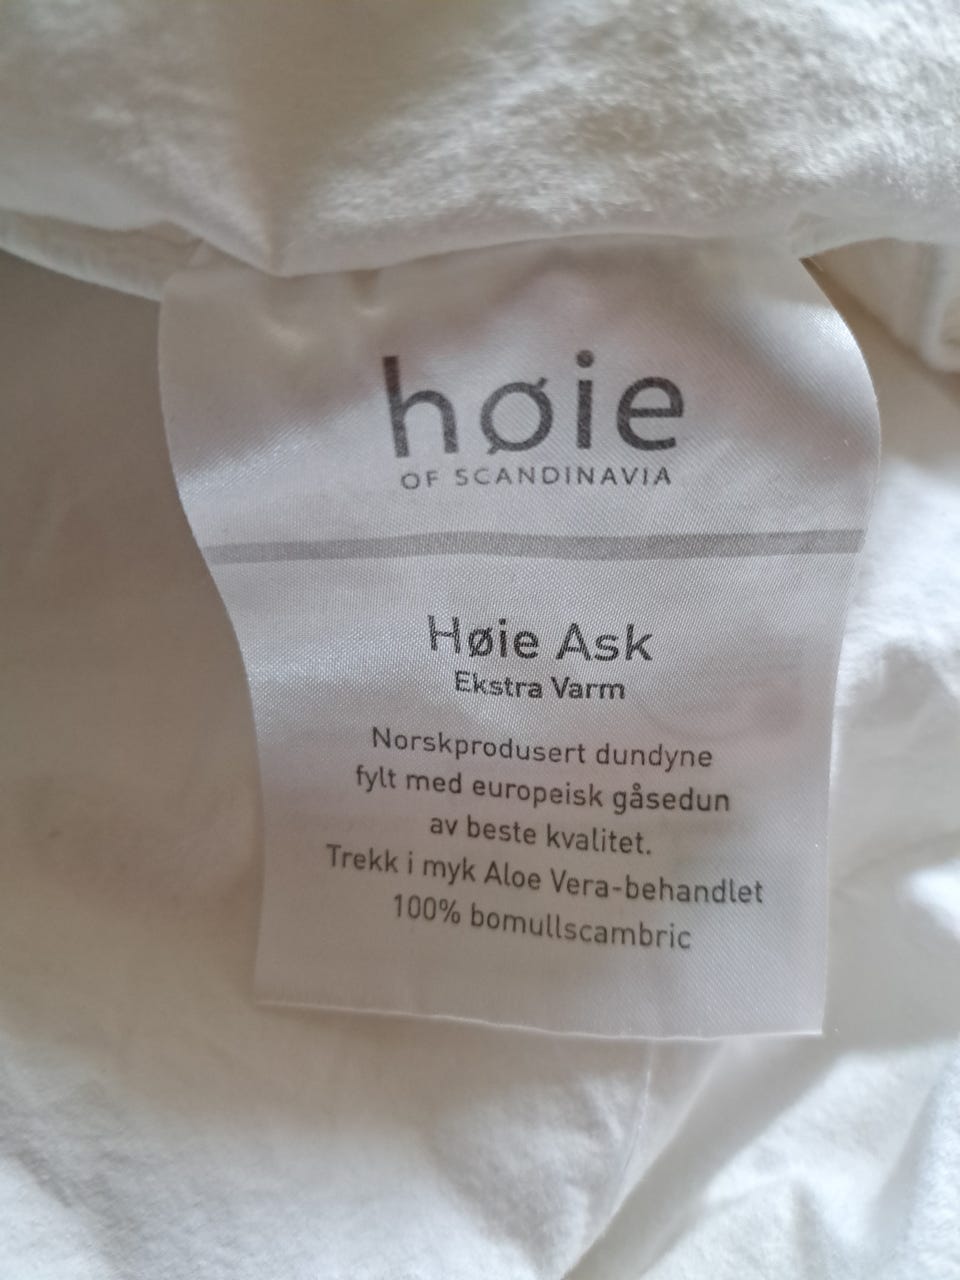 høie
OF SCANDINAVIA
Høie Ask
Ekstra Varm
Norskprodusert dundyne
fylt med europeisk gåsedun
av beste kvalitet.
Trekk i myk Aloe Vera-behandlet
100% bomullscambric